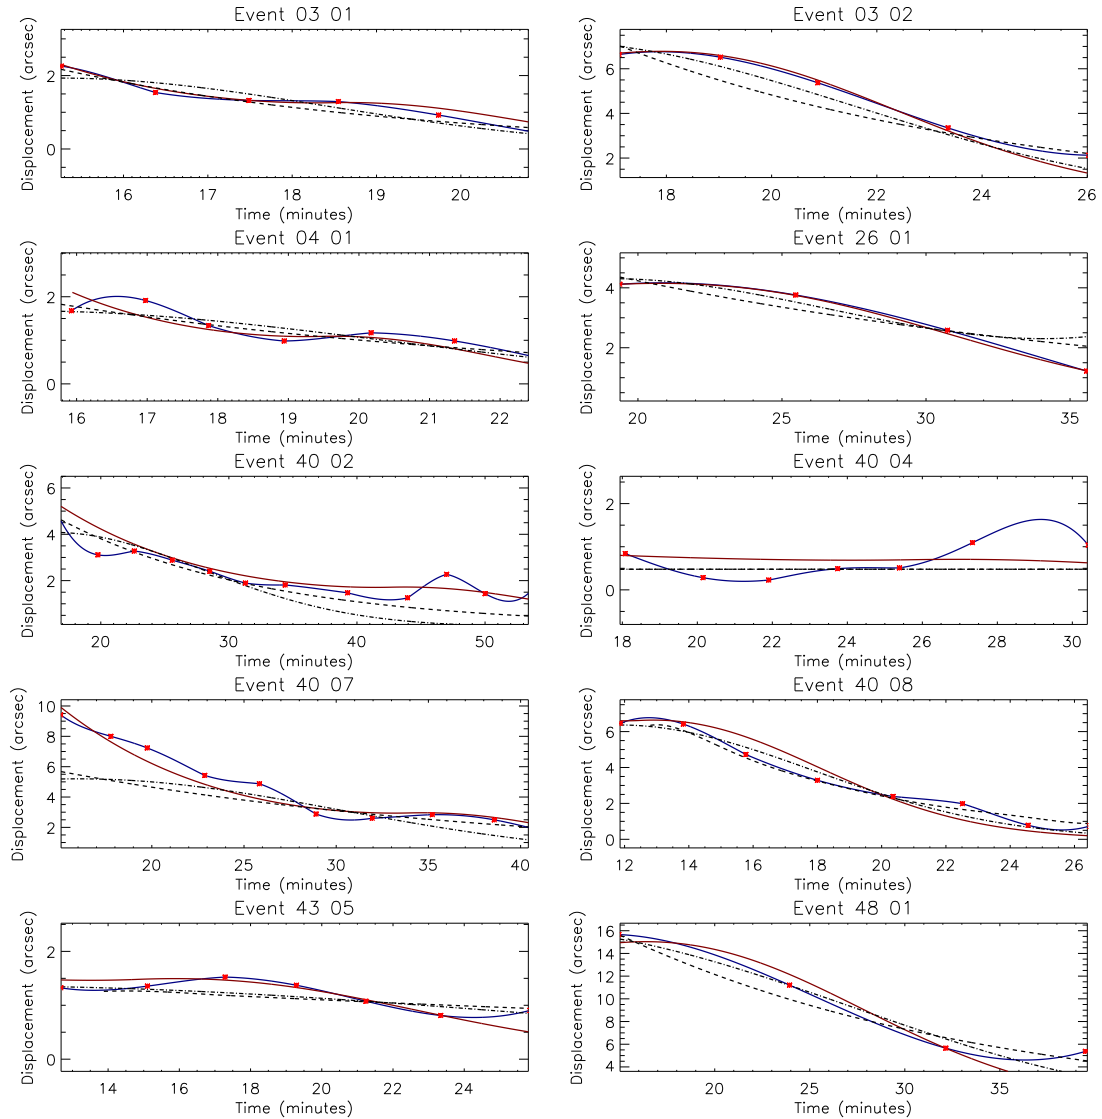 Event 03 01
Displacement (arcsec)
2
0
16 17 18 19 20
Time (minutes)
Event 03 02
Displacement (arcsec)
6
4
2
18 20 22 24 26
Time (minutes)
Event 04 01
Displacement (arcsec)
2
0
16 17 18 19 20 21 22
Time (minutes)
Event 26 01
Displacement (arcsec)
4
2
20 25 30 35
Time (minutes)
Event 40 02
Displacement (arcsec)
6
4
2
20 30 40 50
Time (minutes)
Event 40 04
Displacement (arcsec)
2
0
18 20 22 24 26 28 30
Time (minutes)
Event 40 07
Displacement (arcsec)
10
8
6
4
2
20 25 30 35 40
Time (minutes)
Event 40 08
Displacement (arcsec)
8
6
4
2
0
12 14 16 18 20 22 24 26
Time (minutes)
Event 43 05
Displacement (arcsec)
2
0
14 16 18 20 22 24
Time (minutes)
Event 48 01
Displacement (arcsec)
16
14
12
10
8
6
4
20 25 30 35
Time (minutes)